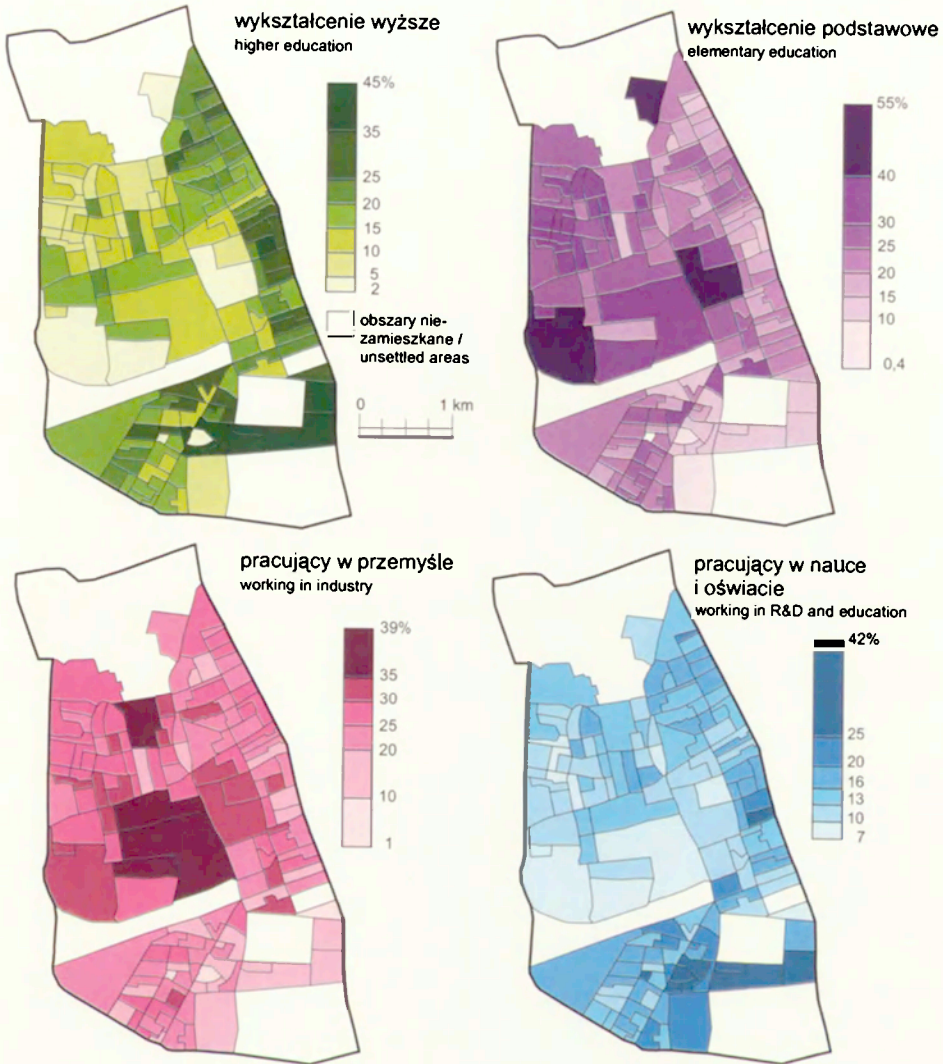 wykształcenie wyższe
higher education
45%
35
25
20
15
10
5
2
obszary nie-
zamieszkane /
unsettled areas
0 1 km
wykształcenie podstawowe
elementary education
55%
40
30
25
20
15
10
0,4
pracujący w przemyśle
working in industry
39%
35
30
25
20
10
1
pracujący w nauce
i oświacie
working in R&D and education
42%
25
20
16
13
10
7